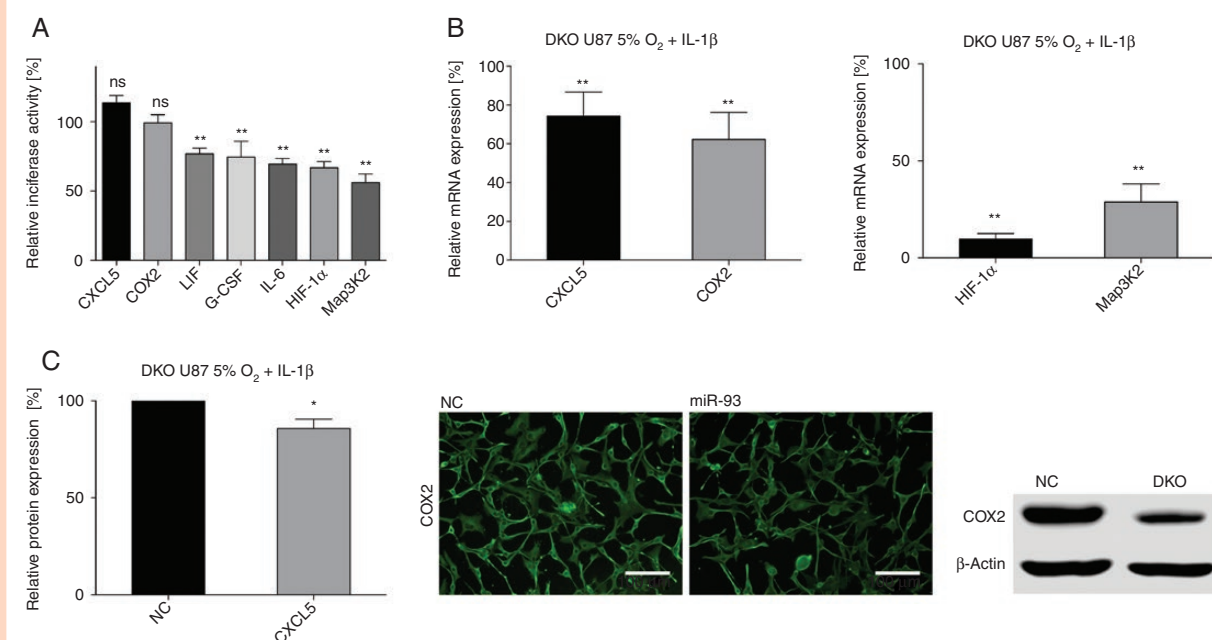 A
Relative inciferase activity [%]
100
50
0
ns
ns
**
**
**
**
**
CXCL5
COX2
LIF
G-CSF
IL-6
HIF-1α
Map3K2
B
DKO U87 5% O2 + IL-1β
Relative mRNA expression [%]
100
80
60
40
20
0
**
**
CXCL5
COX2
DKO U87 5% O2 + IL-1β
Relative mRNA expression [%]
100
50
0
**
**
HIF-1α
Map3K2
C
DKO U87 5% O2 + IL-1β
Relative protein expression [%]
100
50
0
*
NC
CXCL5
NC
miR-93
COX2
NC
DKO
COX2
β-Actin